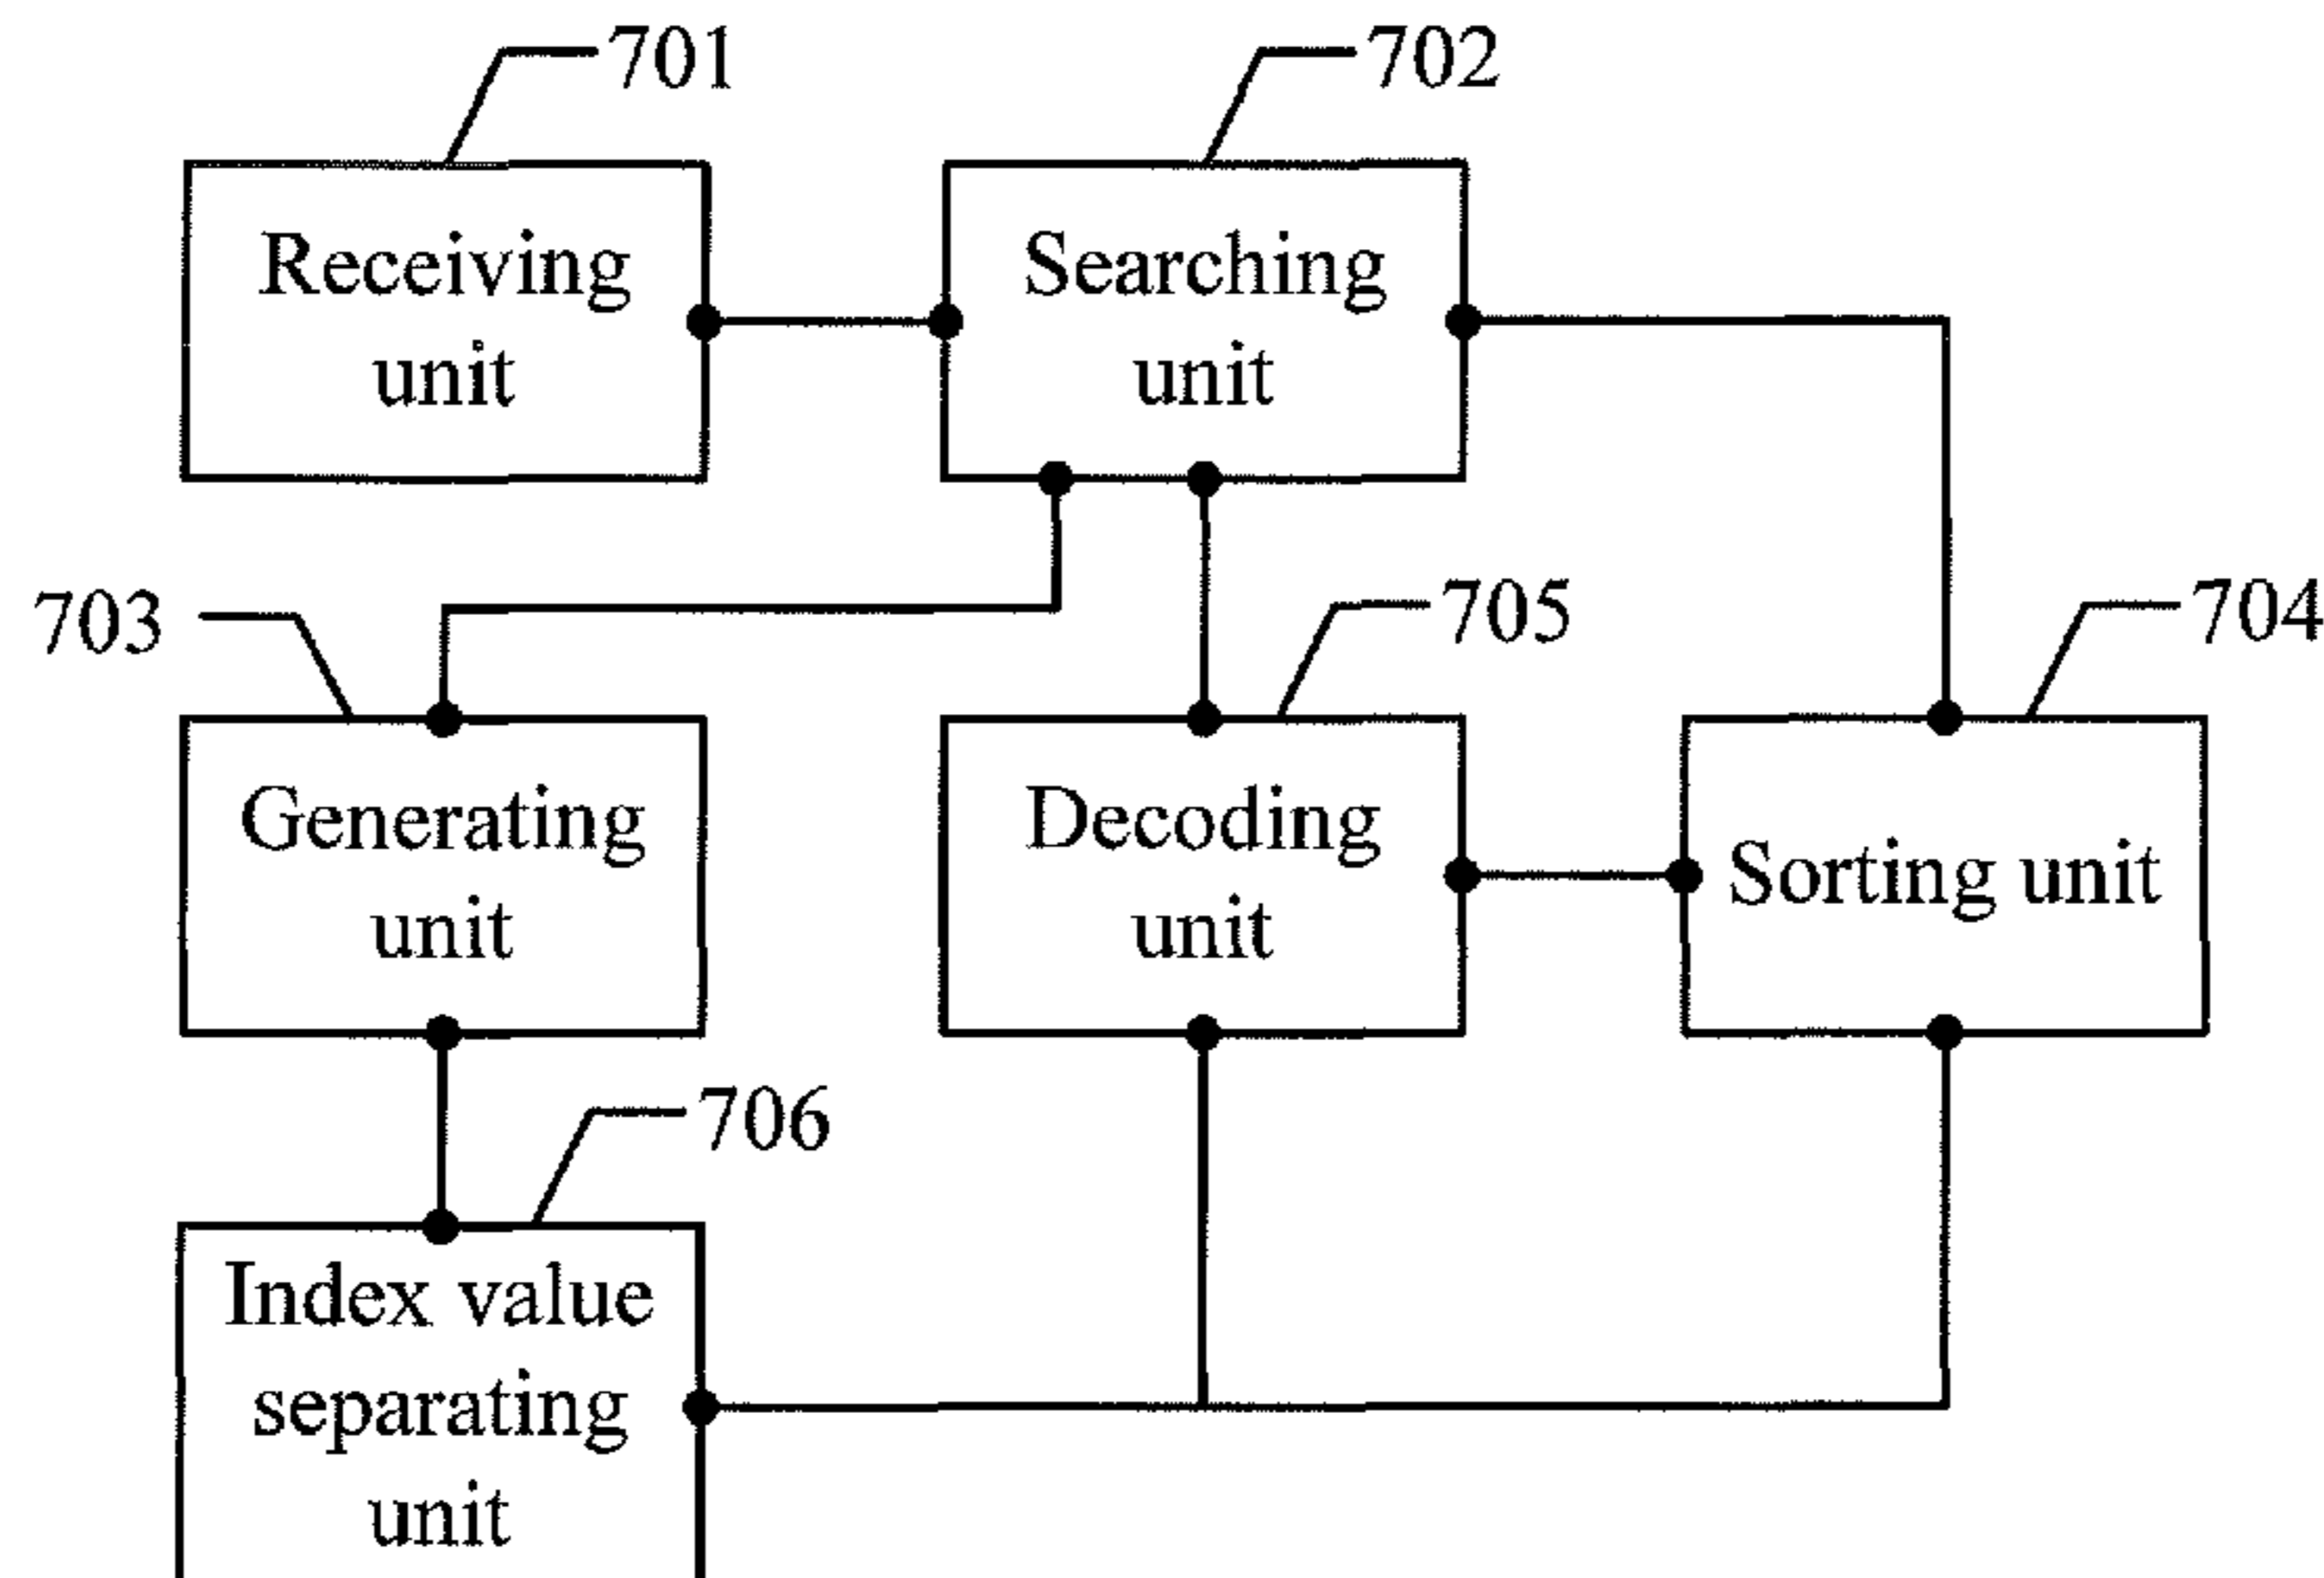 701
702
Receiving
unit
Searching
unit
703
705
704
Generating
unit
Decoding
unit
Sorting unit
706
Index value
separating
unit